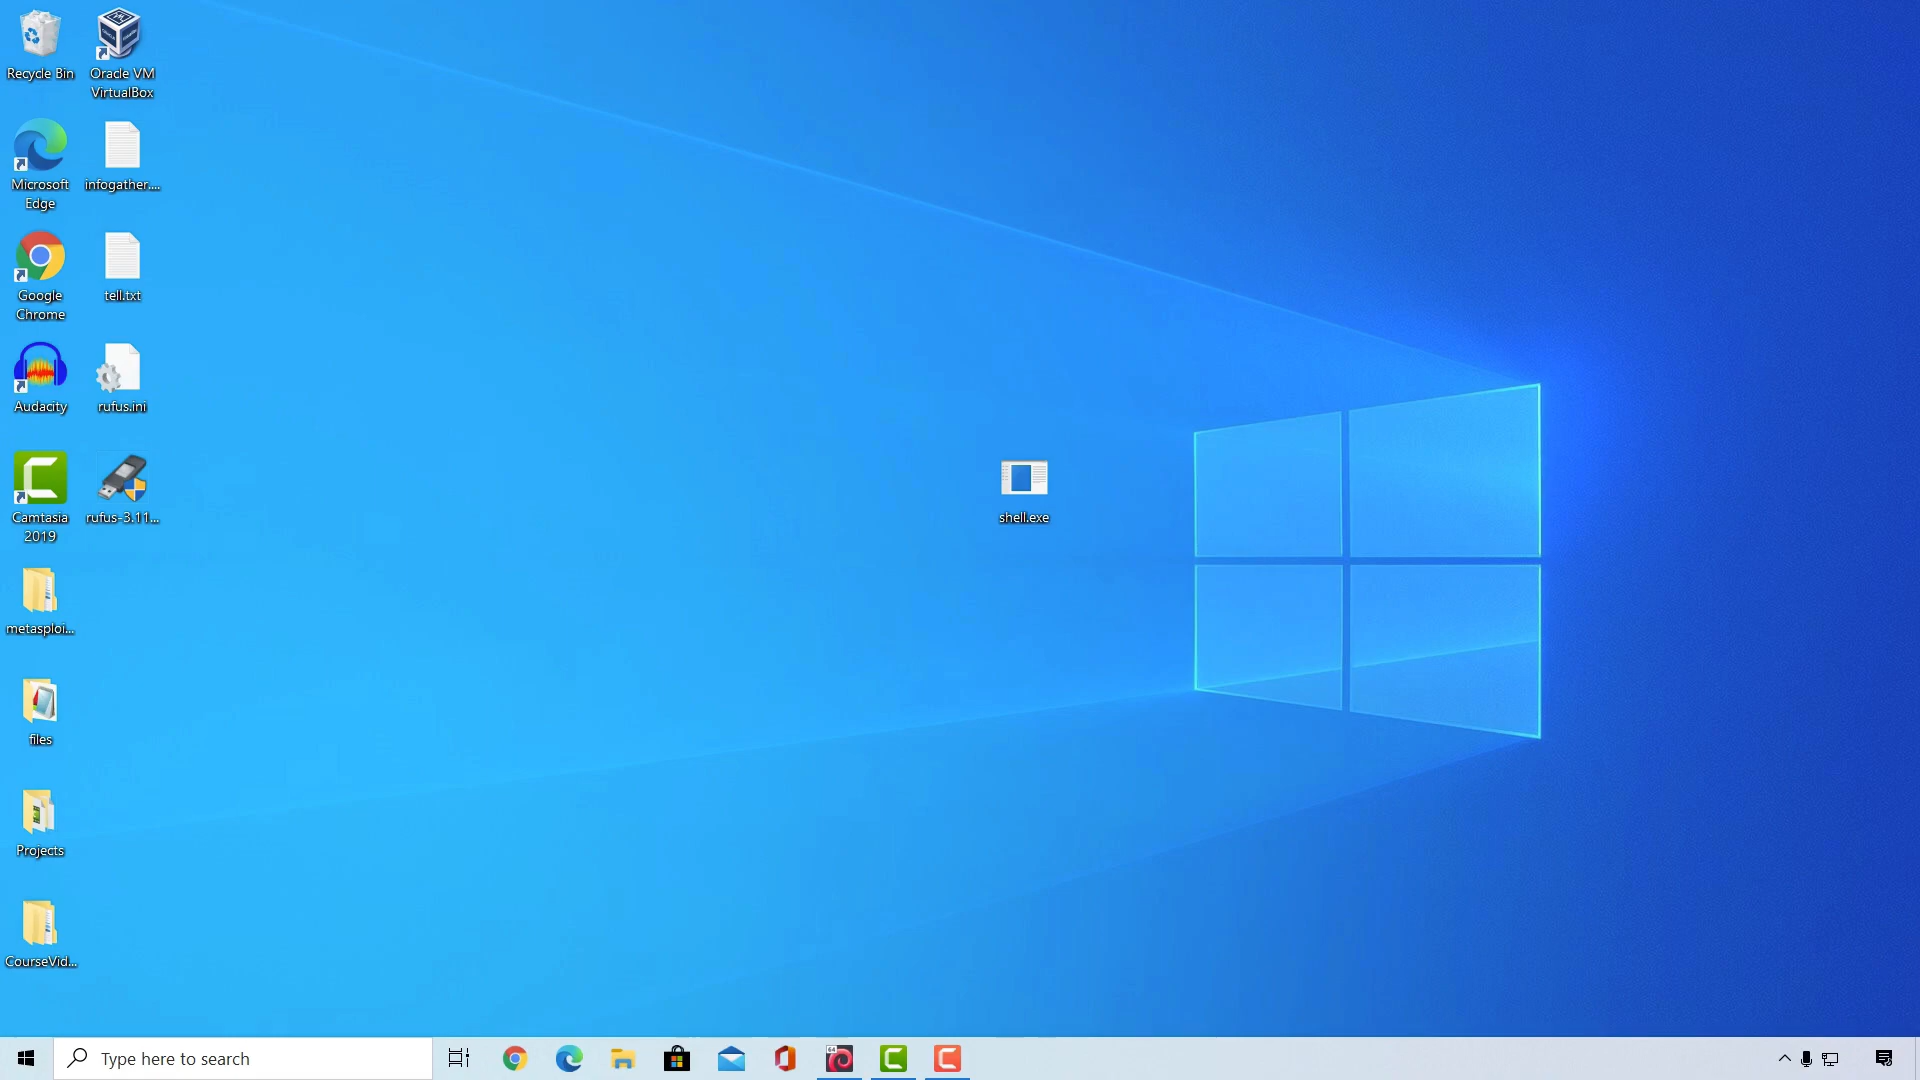 Recycle Bin
Oracle VM
VirtualBox
Microsoft
Edge
infogather....
Google
Chrome
tell.txt
Audacity
rufus.ini
Camtasia
2019
rufus-3.11...
shell.exe
metasploi...
files
Projects
CourseVid...
Type here to search
64